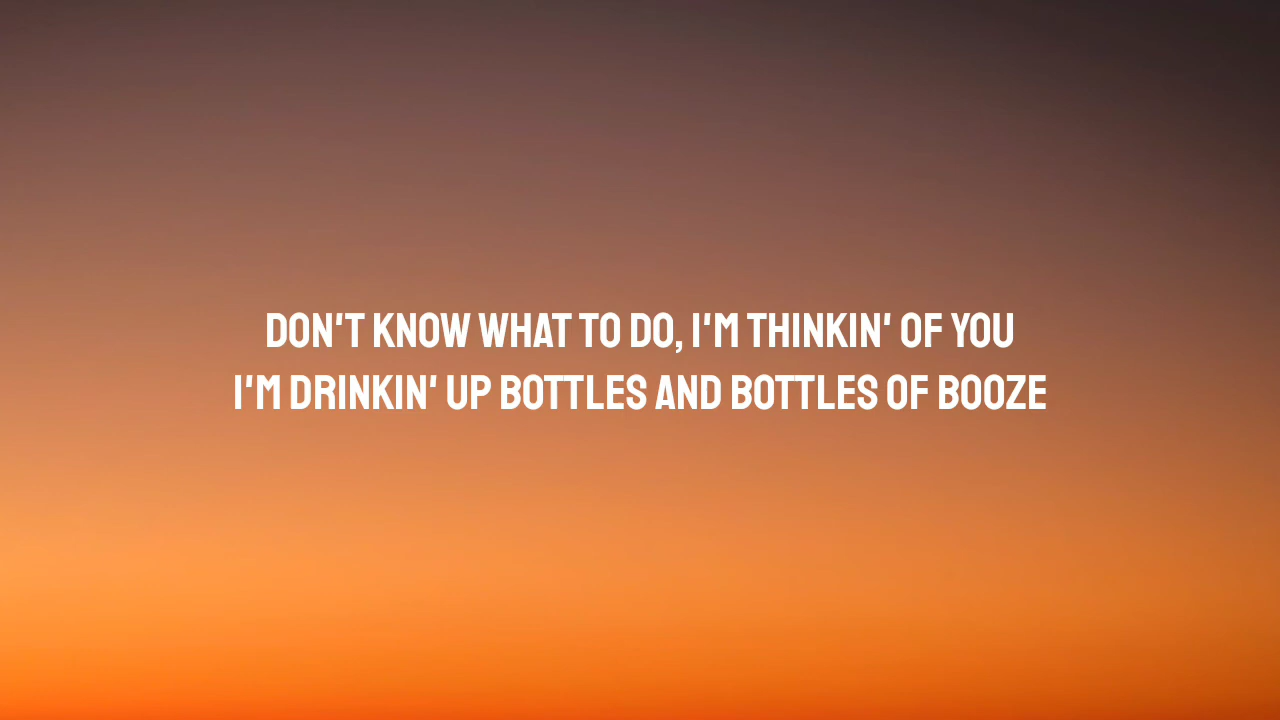 DON'T KNOW WHAT TO DO, I'M THINKIN' OF YOU
I'M DRINKIN' UP BOTTLES AND BOTTLES OF BOOZE